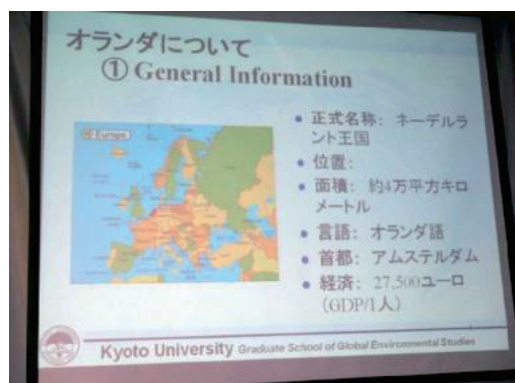 オランダについて
① General Information
Europe
• 正式名称: ネーデルラ
ント王国
• 位置:
• 面積: 約4万平方キロ
メートル
• 言語: オランダ語
• 首都: アムステルダム
• 経済: 27,500ユーロ
(GDP/1人)
Kyoto University Graduate School of Global Environmental Studies